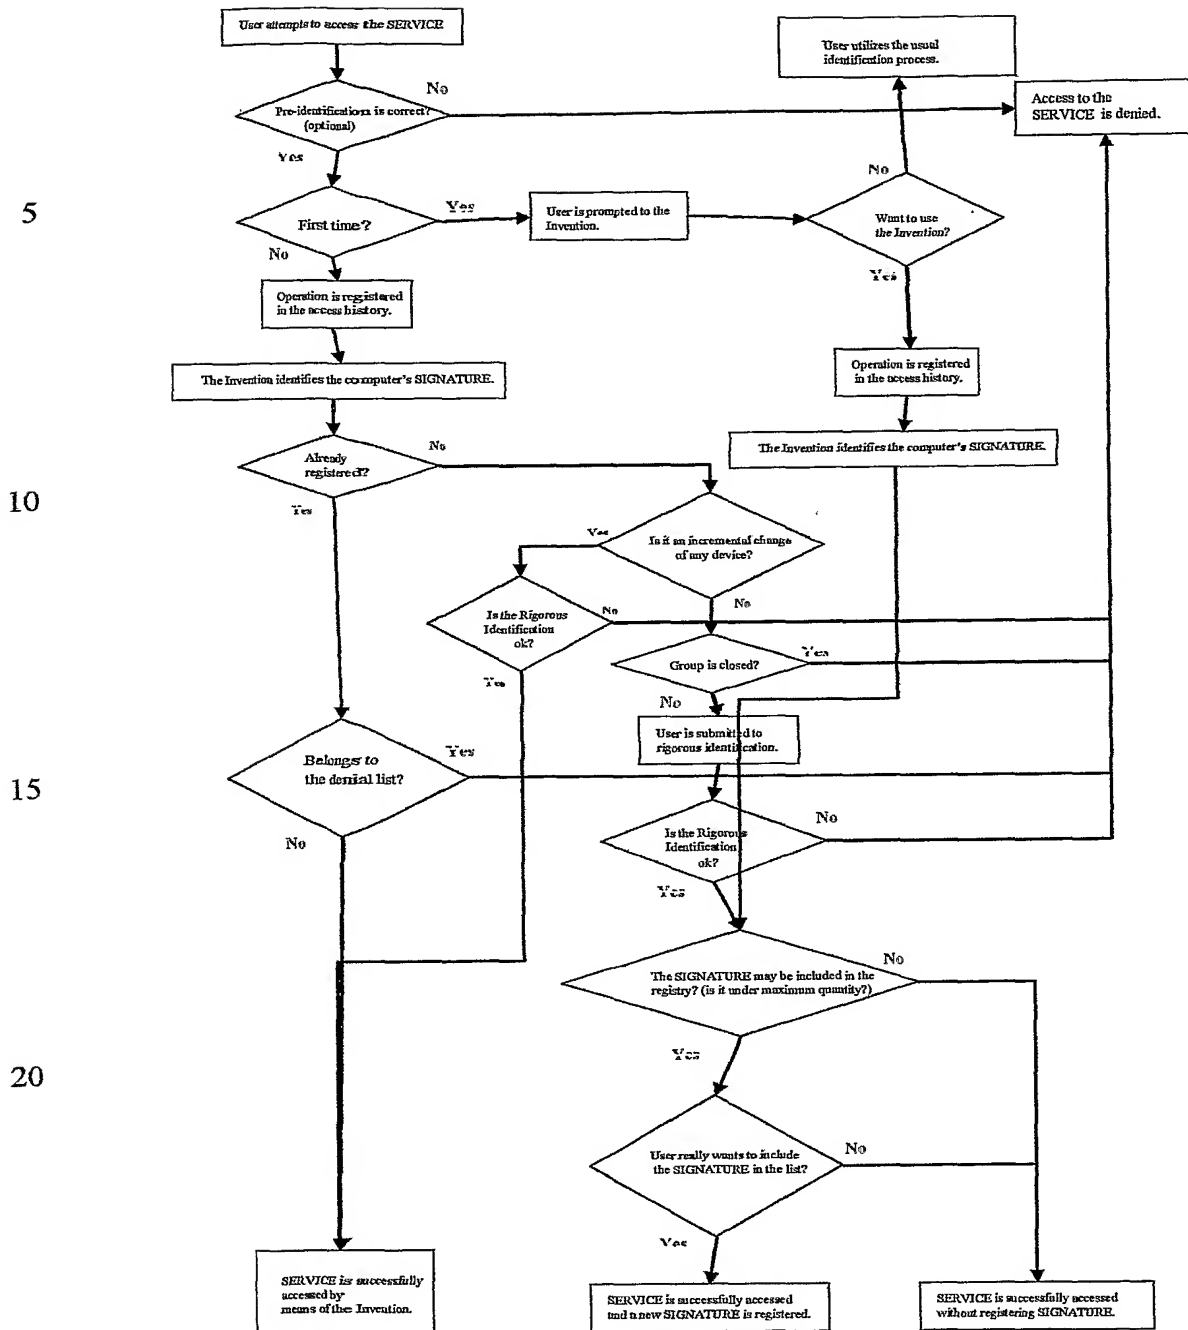 User attempts to access the SERVICE
User utilizes the usual
identification process.
No
Pre-identifications is correct?
(optional)
Access to the
SERVICE is denied.
Yes
No
5
First time?
Yes
User is prompted to the
Invention.
Want to use
the Invention?
No
Yes
Operation is registered
in the access history.
Operation is registered
in the access history.
The Invention identifies the computer's SIGNATURE.
The Invention identifies the computer's SIGNATURE.
Already
registered?
No
10
Yes
Yes
Is it an incremental change
of any device?
Is the Rigorous
Identification
ok?
No
No
Group is closed?
Yes
Yes
No
User is submitted to
rigorous identification.
Belongs to
the denial list?
Yes
15
No
Is the Rigorous
Identification
ok?
No
Yes
The SIGNATURE may be included in the
registry? (is it under maximum quantity?)
No
Yes
20
User really wants to include
the SIGNATURE in the list?
No
Yes
SERVICE is successfully
accessed by
means of the Invention.
SERVICE is successfully accessed
and a new SIGNATURE is registered.
SERVICE is successfully accessed
without registering SIGNATURE.